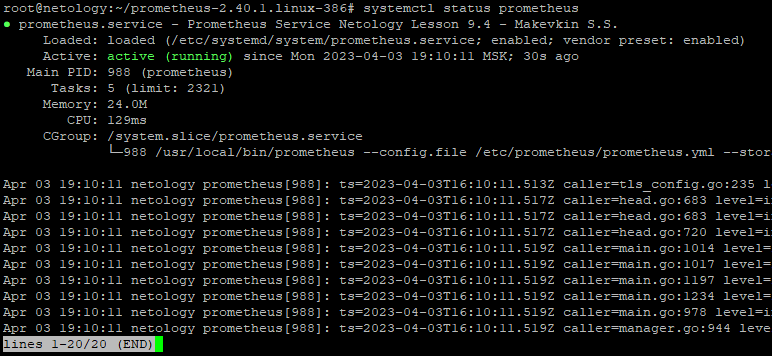 root@netology:~/prometheus-2.40.1.linux-386# systemctl status prometheus
● prometheus.service - Prometheus Service Netology Lesson 9.4 - Makevkin S.S.
     Loaded: loaded (/etc/systemd/system/prometheus.service; enabled; vendor preset: enabled)
     Active: active (running) since Mon 2023-04-03 19:10:11 MSK; 30s ago
   Main PID: 988 (prometheus)
      Tasks: 5 (limit: 2321)
     Memory: 24.0M
        CPU: 129ms
     CGroup: /system.slice/prometheus.service
             └─988 /usr/local/bin/prometheus --config.file /etc/prometheus/prometheus.yml --stor
Apr 03 19:10:11 netology prometheus[988]: ts=2023-04-03T16:10:11.513Z caller=tls_config.go:235 l
Apr 03 19:10:11 netology prometheus[988]: ts=2023-04-03T16:10:11.517Z caller=head.go:683 level=i
Apr 03 19:10:11 netology prometheus[988]: ts=2023-04-03T16:10:11.517Z caller=head.go:683 level=i
Apr 03 19:10:11 netology prometheus[988]: ts=2023-04-03T16:10:11.517Z caller=head.go:720 level=i
Apr 03 19:10:11 netology prometheus[988]: ts=2023-04-03T16:10:11.519Z caller=main.go:1014 level=
Apr 03 19:10:11 netology prometheus[988]: ts=2023-04-03T16:10:11.519Z caller=main.go:1017 level=
Apr 03 19:10:11 netology prometheus[988]: ts=2023-04-03T16:10:11.519Z caller=main.go:1197 level=
Apr 03 19:10:11 netology prometheus[988]: ts=2023-04-03T16:10:11.519Z caller=main.go:1234 level=
Apr 03 19:10:11 netology prometheus[988]: ts=2023-04-03T16:10:11.519Z caller=main.go:978 level=i
Apr 03 19:10:11 netology prometheus[988]: ts=2023-04-03T16:10:11.519Z caller=manager.go:944 leve
lines 1-20/20 (END)